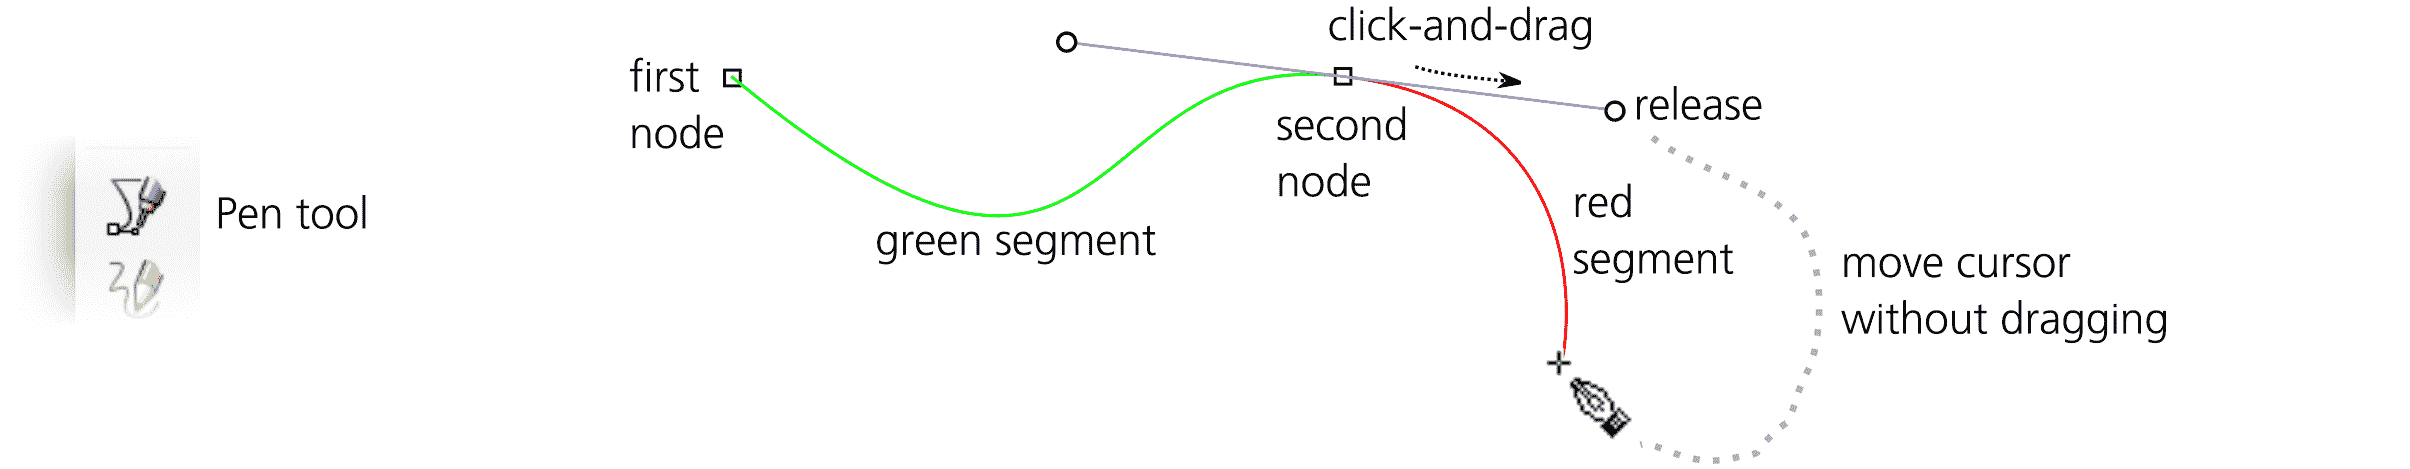 Pen tool
first
node
green segment
click-and-drag
second
node
release
red
segment
move cursor
without dragging